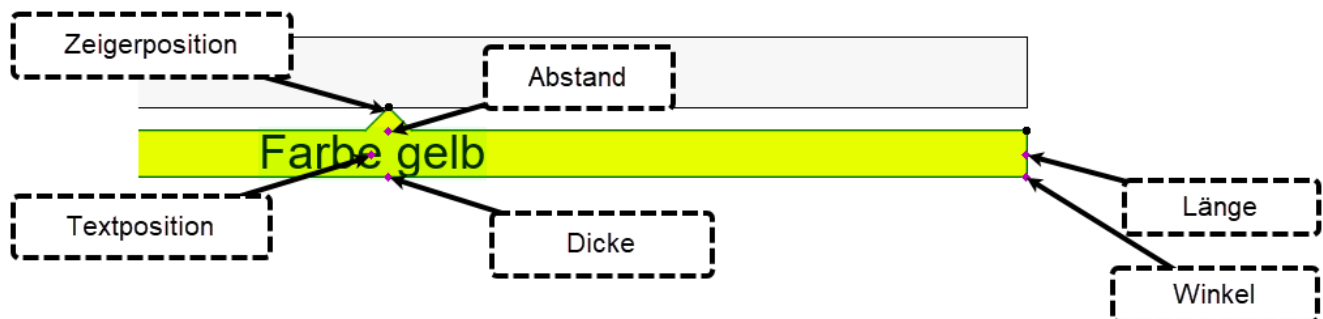 Zeigerposition
Abstand
Farbe gelb
Textposition
Dicke
Länge
Winkel